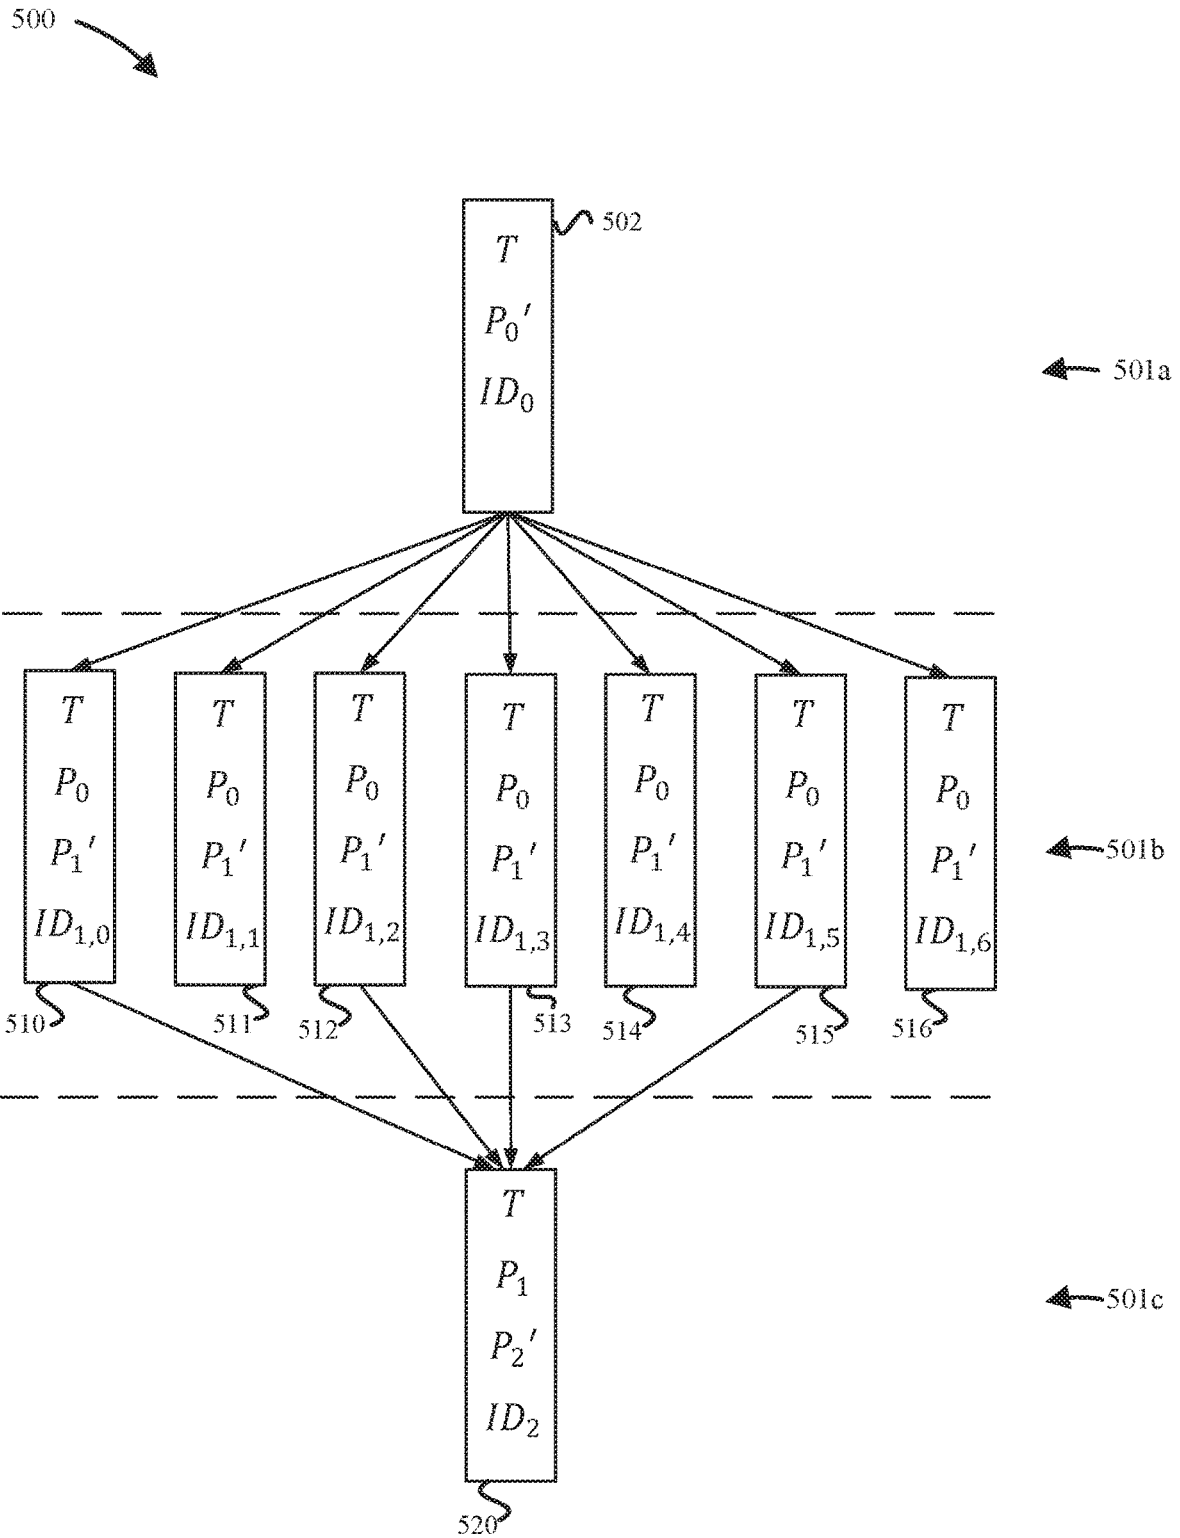 500
502
T
P₀′
ID₀
501a
T T T T T T T
P₀ P₀ P₀ P₀ P₀ P₀ P₀
P₁′ P₁′ P₁′ P₁′ P₁′ P₁′ P₁′
501b
ID₁,₀ ID₁,₁ ID₁,₂ ID₁,₃ ID₁,₄ ID₁,₅ ID₁,₆
510 511 512 513 514 515 516
T
P₁
501c
P₂′
ID₂
520